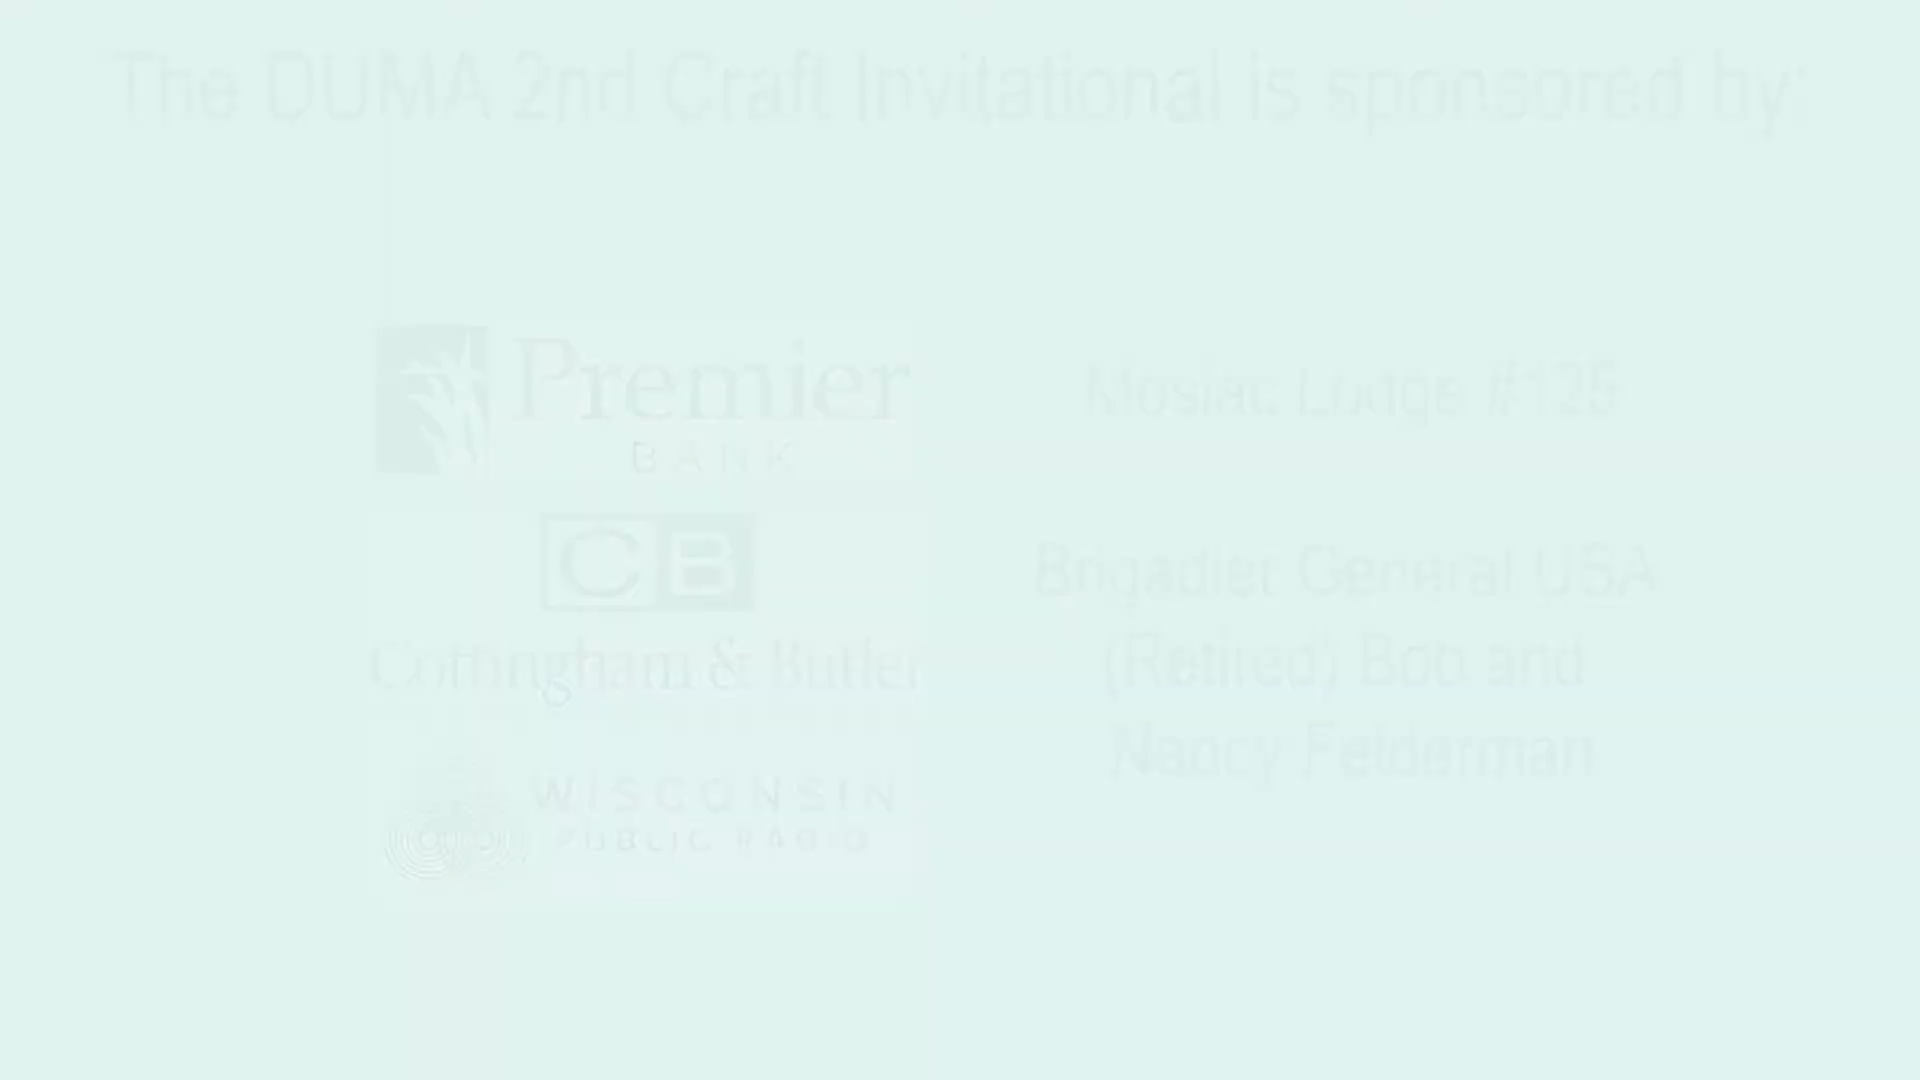 The DUMA 2nd Craft Invitational is sponsored by:
Premier
BANK
CB
Cottingham & Butler
WISCONSIN
PUBLIC RADIO
Mosiac Lodge #125
Brigadier General USA
(Retired) Bob and
Nancy Felderman